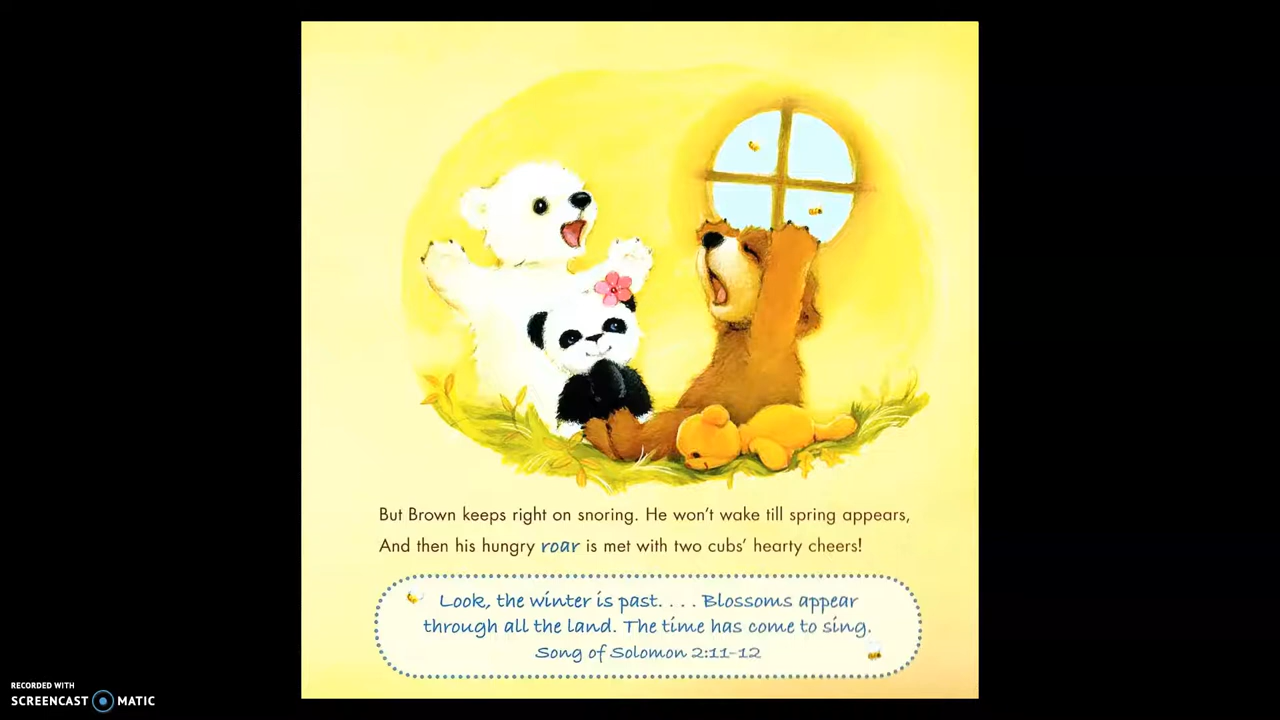 But Brown keeps right on snoring. He won't wake till spring appears,
And then his hungry roar is met with two cubs' hearty cheers!
Look, the winter is past. . . . Blossoms appear
through all the land. The time has come to sing.
Song of Solomon 2:11-12
RECORDED WITH
SCREENCAST MATIC